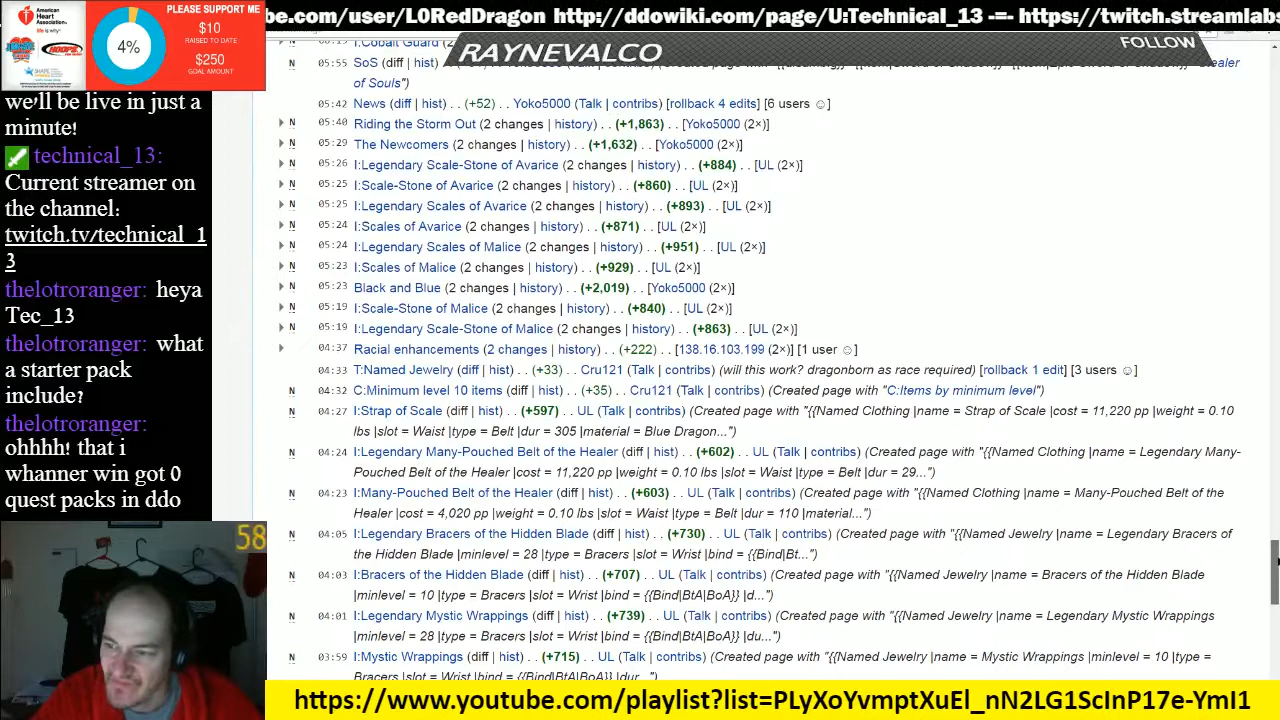 American
Heart
Association®
life is why™
HOOPS
4%
PLEASE SUPPORT ME
$10
RAISED TO DATE
$250
GOAL AMOUNT
be.com/user/L0Reddragon http://ddowiki.com/page/U:Technical_13 -=- https://twitch.streamlabs
RAYNEVALCO
FOLLOW
we'll be live in just a
minute!
technical_13:
Current streamer on
the channel:
twitch.tv/technical_1
3
thelotroranger: heya
Tec_13
thelotroranger: what
a starter pack
include?
thelotroranger:
ohhhh! that i
whanner win got 0
quest packs in ddo
58
I:Cobalt Guard
N 05:55 SoS (diff | hist)
of Souls")
05:42 News (diff | hist) . . (+52) . . Yoko5000 (Talk | contribs) [rollback 4 edits] [6 users ☺]
N 05:40 Riding the Storm Out (2 changes | history) . . (+1,863) . . [Yoko5000 (2×)]
N 05:29 The Newcomers (2 changes | history) . . (+1,632) . . [Yoko5000 (2×)]
N 05:26 I:Legendary Scale-Stone of Avarice (2 changes | history) . . (+884) . . [UL (2×)]
N 05:25 I:Scale-Stone of Avarice (2 changes | history) . . (+860) . . [UL (2×)]
N 05:25 I:Legendary Scales of Avarice (2 changes | history) . . (+893) . . [UL (2×)]
N 05:24 I:Scales of Avarice (2 changes | history) . . (+871) . . [UL (2×)]
N 05:24 I:Legendary Scales of Malice (2 changes | history) . . (+951) . . [UL (2×)]
N 05:23 I:Scales of Malice (2 changes | history) . . (+929) . . [UL (2×)]
N 05:23 Black and Blue (2 changes | history) . . (+2,019) . . [Yoko5000 (2×)]
N 05:19 I:Scale-Stone of Malice (2 changes | history) . . (+840) . . [UL (2×)]
N 05:19 I:Legendary Scale-Stone of Malice (2 changes | history) . . (+863) . . [UL (2×)]
04:37 Racial enhancements (2 changes | history) . . (+222) . . [138.16.103.199 (2×)] [1 user ☺]
04:33 T:Named Jewelry (diff | hist) . . (+33) . . Cru121 (Talk | contribs) (will this work? dragonborn as race required) [rollback 1 edit] [3 users ☺]
N 04:32 C:Minimum level 10 items (diff | hist) . . (+35) . . Cru121 (Talk | contribs) (Created page with "C:Items by minimum level")
N 04:27 I:Strap of Scale (diff | hist) . . (+597) . . UL (Talk | contribs) (Created page with "{{Named Clothing |name = Strap of Scale |cost = 11,220 pp |weight = 0.10
lbs |slot = Waist |type = Belt |dur = 305 |material = Blue Dragon...")
N 04:24 I:Legendary Many-Pouched Belt of the Healer (diff | hist) . . (+602) . . UL (Talk | contribs) (Created page with "{{Named Clothing |name = Legendary Many-
Pouched Belt of the Healer |cost = 11,220 pp |weight = 0.10 lbs |slot = Waist |type = Belt |dur = 29...")
N 04:23 I:Many-Pouched Belt of the Healer (diff | hist) . . (+603) . . UL (Talk | contribs) (Created page with "{{Named Clothing |name = Many-Pouched Belt of the
Healer |cost = 4,020 pp |weight = 0.10 lbs |slot = Waist |type = Belt |dur = 110 |material...")
N 04:05 I:Legendary Bracers of the Hidden Blade (diff | hist) . . (+730) . . UL (Talk | contribs) (Created page with "{{Named Jewelry |name = Legendary Bracers of
the Hidden Blade |minlevel = 28 |type = Bracers |slot = Wrist |bind = {{Bind|Bt...")
N 04:03 I:Bracers of the Hidden Blade (diff | hist) . . (+707) . . UL (Talk | contribs) (Created page with "{{Named Jewelry |name = Bracers of the Hidden Blade
|minlevel = 10 |type = Bracers |slot = Wrist |bind = {{Bind|BtA|BoA}} |d...")
N 04:01 I:Legendary Mystic Wrappings (diff | hist) . . (+739) . . UL (Talk | contribs) (Created page with "{{Named Jewelry |name = Legendary Mystic Wrappings
|minlevel = 28 |type = Bracers |slot = Wrist |bind = {{Bind|BtA|BoA}} |du...")
N 03:59 I:Mystic Wrappings (diff | hist) . . (+715) . . UL (Talk | contribs) (Created page with "{{Named Jewelry |name = Mystic Wrappings |minlevel = 10 |type =
Bracers |slot = Wrist |bind = {{Bind|BtA|BoA}} |dur...")
https://www.youtube.com/playlist?list=PLyXoYvmptXuEl_nN2LG1ScInP17e-YmI1